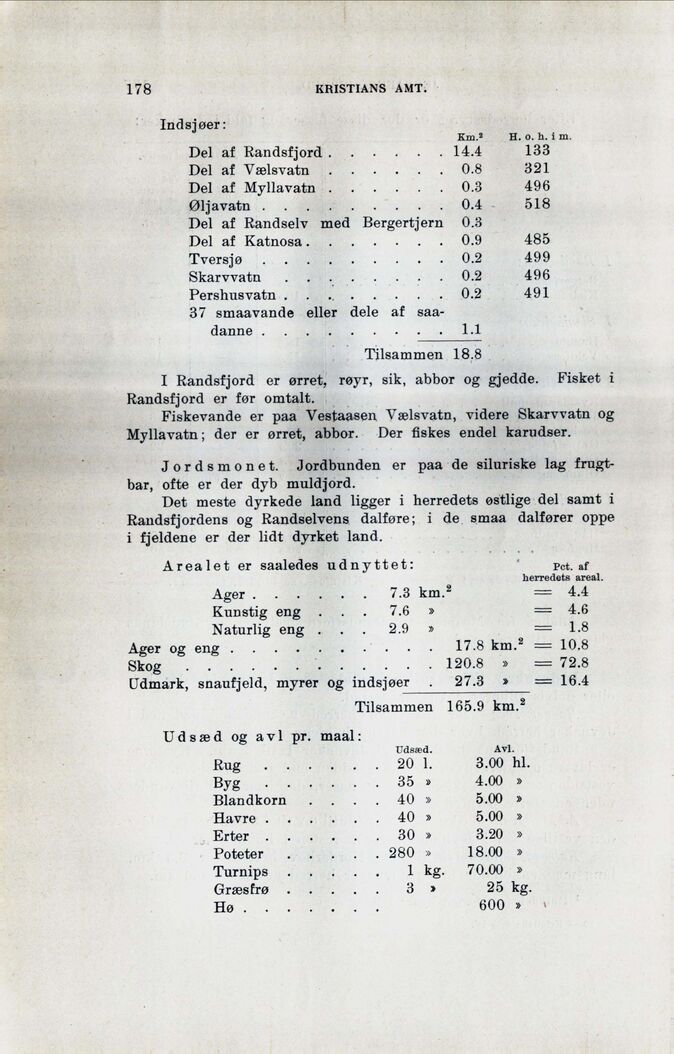 178 KRISTIANS AMT.
Indsjøer:
Km.² H. o. h. i m.
Del af Randsfjord . . . . . . 14.4 133
Del af Vælsvatn . . . . . . 0.8 321
Del af Myllavatn . . . . . . 0.3 496
Øljavatn . . . . . . . . . 0.4 518
Del af Randselv med Bergertjern 0.3
Del af Katnosa . . . . . . . 0.9 485
Tversjø . . . . . . . . . 0.2 499
Skarvvatn . . . . . . . . 0.2 496
Pershusvatn . . . . . . . . 0.2 491
37 smaavande eller dele af saa-
danne . . . . . . . . . 1.1
Tilsammen 18.8
I Randsfjord er ørret, røyr, sik, abbor og gjedde. Fisket i
Randsfjord er før omtalt.
Fiskevande er paa Vestaasen Vælsvatn, videre Skarvvatn og
Myllavatn; der er ørret, abbor. Der fiskes endel karudser.
Jordsmonet. Jordbunden er paa de siluriske lag frugt-
bar, ofte er der dyb muldjord.
Det meste dyrkede land ligger i herredets østlige del samt i
Randsfjordens og Randselvens dalføre; i de smaa dalfører oppe
i fjeldene er der lidt dyrket land.
Arealet er saaledes udnyttet: Pct. af
herredets areal.
Ager . . . . . . 7.3 km.² = 4.4
Kunstig eng . . . 7.6 » = 4.6
Naturlig eng . . . 2.9 » = 1.8
Ager og eng . . . . . . . . . . 17.8 km.² = 10.8
Skog . . . . . . . . . . . . 120.8 » = 72.8
Udmark, snaufjeld, myrer og indsjøer . 27.3 » = 16.4
Tilsammen 165.9 km.²
Udsæd og avl pr. maal:
Udsæd. Avl.
Rug . . . . . . 20 l. 3.00 hl.
Byg . . . . . . 35 » 4.00 »
Blandkorn . . . . 40 » 5.00 »
Havre . . . . . . 40 » 5.00 »
Erter . . . . . . 30 » 3.20 »
Poteter . . . . . 280 » 18.00 »
Turnips . . . . . 1 kg. 70.00 »
Græsfrø . . . . . 3 » 25 kg.
Hø . . . . . . . 600 »